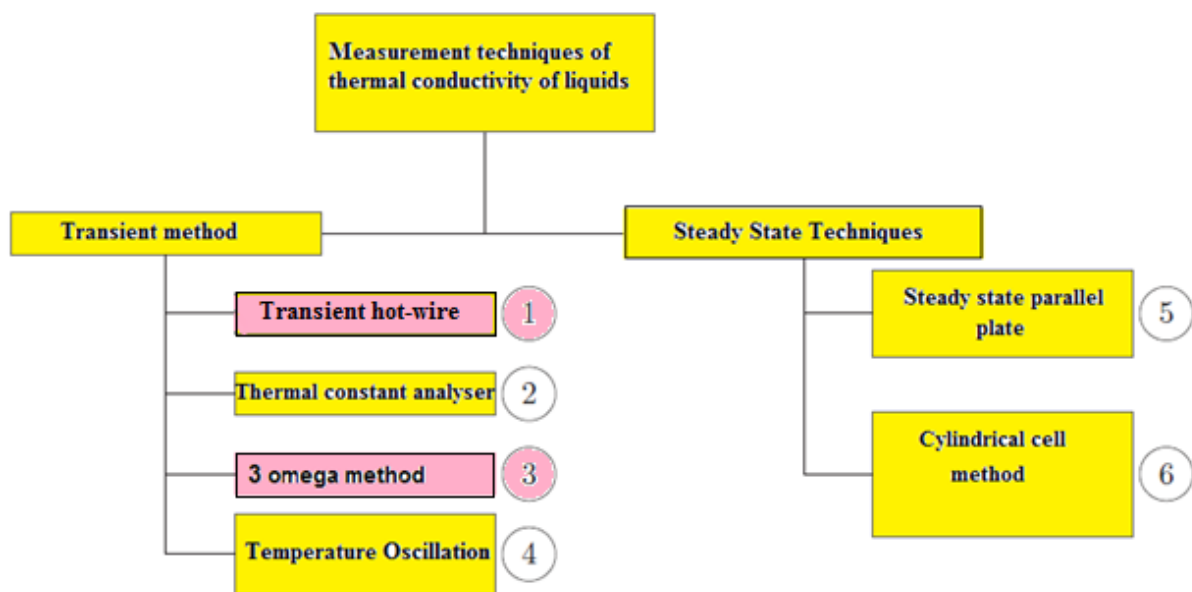 Measurement techniques of
thermal conductivity of liquids
Transient method
Steady State Techniques
Transient hot-wire
1
Thermal constant analyser
2
3 omega method
3
Temperature Oscillation
4
Steady state parallel
plate
5
Cylindrical cell
method
6